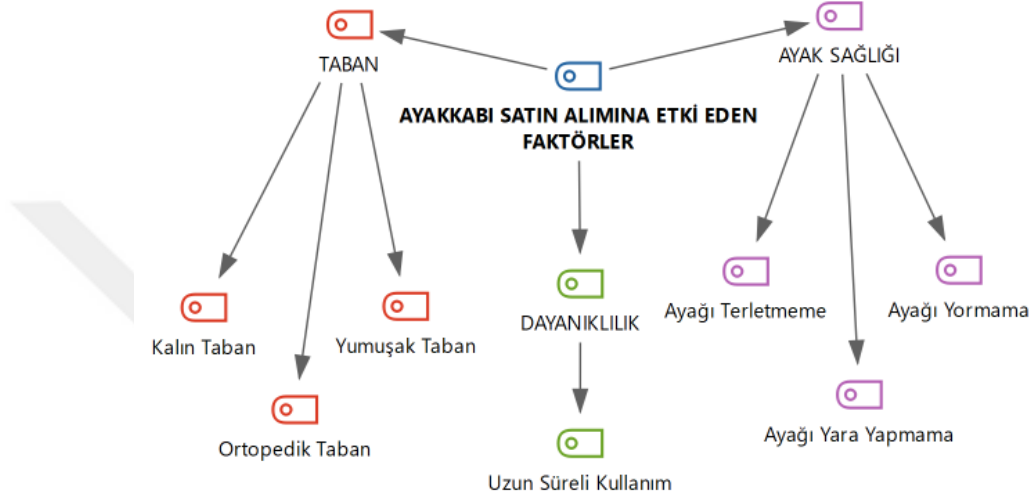 TABAN
AYAK SAĞLIĞI
AYAKKABI SATIN ALIMINA ETKİ EDEN
FAKTÖRLER
Kalın Taban
Yumuşak Taban
DAYANIKLILIK
Ayağı Terletmeme
Ayağı Yormama
Ortopedik Taban
Ayağı Yara Yapmama
Uzun Süreli Kullanım